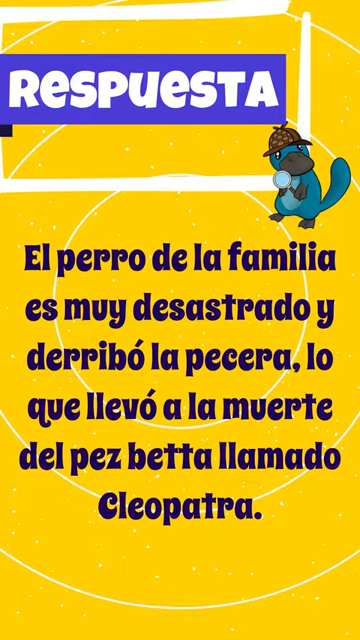 RESPUESTA
El perro de la familia
es muy desastrado y
derribó la pecera, lo
que llevó a la muerte
del pez betta llamado
Cleopatra.